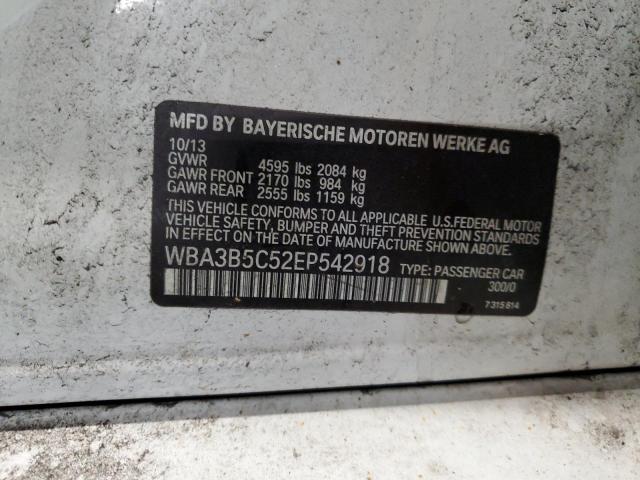 MFD BY BAYERISCHE MOTOREN WERKE AG
10/13
GVWR 4595 lbs 2084 kg
GAWR FRONT 2170 lbs 984 kg
GAWR REAR 2555 lbs 1159 kg
THIS VEHICLE CONFORMS TO ALL APPLICABLE U.S.FEDERAL MOTOR
VEHICLE SAFETY, BUMPER AND THEFT PREVENTION STANDARDS
IN EFFECT ON THE DATE OF MANUFACTURE SHOWN ABOVE.
WBA3B5C52EP542918 TYPE: PASSENGER CAR
300/0
7315814